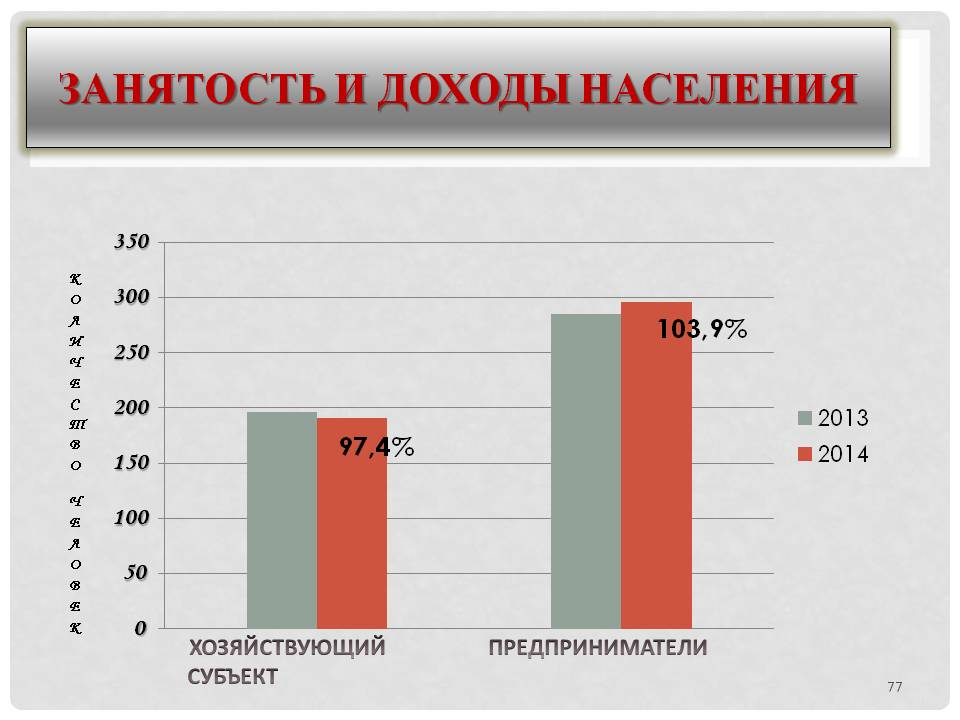 ЗАНЯТОСТЬ И ДОХОДЫ НАСЕЛЕНИЯ
КОЛИЧЕСТВО ЧЕЛОВЕК
350
300
250
200
150
100
50
0
97,4%
103,9%
2013
2014
ХОЗЯЙСТВУЮЩИЙ
СУБЪЕКТ
ПРЕДПРИНИМАТЕЛИ
77